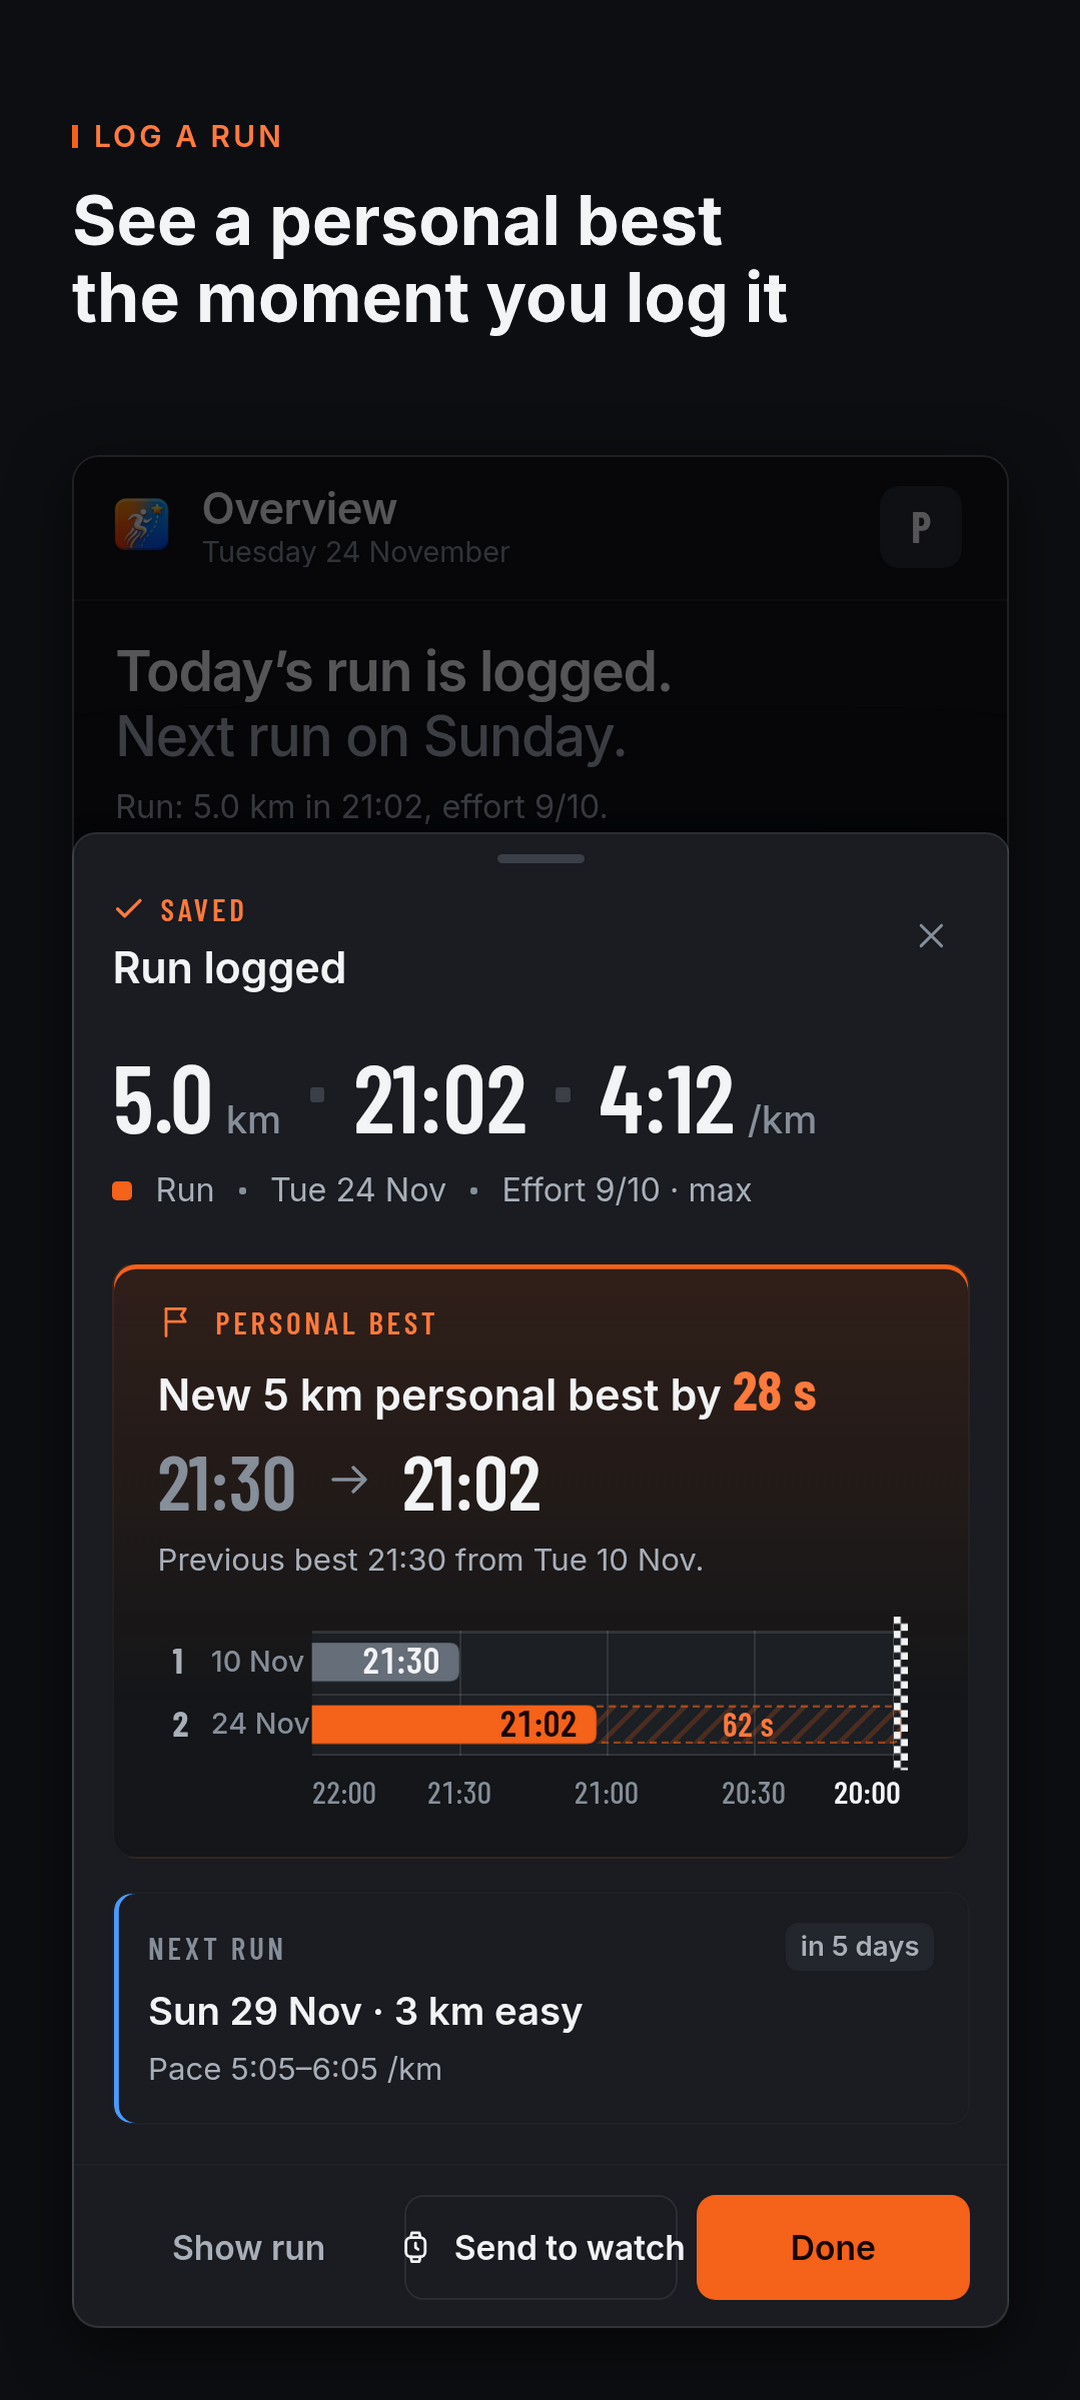 LOG A RUN
See a personal best
the moment you log it
Overview
Tuesday 24 November
P
Today’s run is logged.
Next run on Sunday.
Run: 5.0 km in 21:02, effort 9/10.
SAVED
Run logged
5.0 km ▪ 21:02 ▪ 4:12 /km
Run • Tue 24 Nov • Effort 9/10 · max
PERSONAL BEST
New 5 km personal best by 28 s
21:30 → 21:02
Previous best 21:30 from Tue 10 Nov.
1 10 Nov 21:30
2 24 Nov 21:02 62 s
22:00 21:30 21:00 20:30 20:00
NEXT RUN in 5 days
Sun 29 Nov · 3 km easy
Pace 5:05–6:05 /km
Show run Send to watch Done